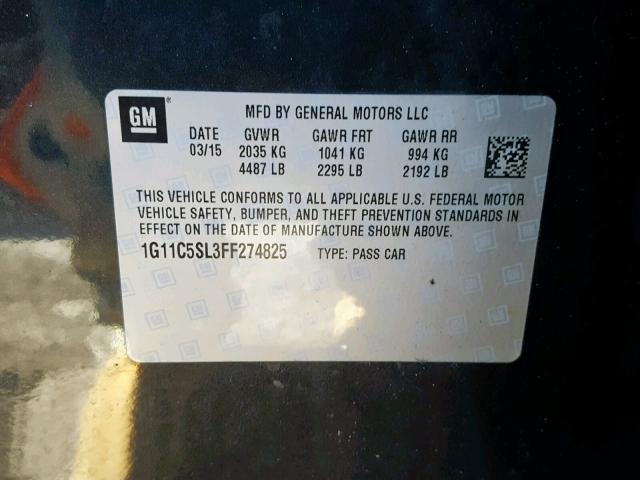 GM
MFD BY GENERAL MOTORS LLC
DATE GVWR GAWR FRT GAWR RR
03/15 2035 KG 1041 KG 994 KG
4487 LB 2295 LB 2192 LB
THIS VEHICLE CONFORMS TO ALL APPLICABLE U.S. FEDERAL MOTOR
VEHICLE SAFETY, BUMPER, AND THEFT PREVENTION STANDARDS IN
EFFECT ON THE DATE OF MANUFACTURE SHOWN ABOVE.
1G11C5SL3FF274825 TYPE: PASS CAR